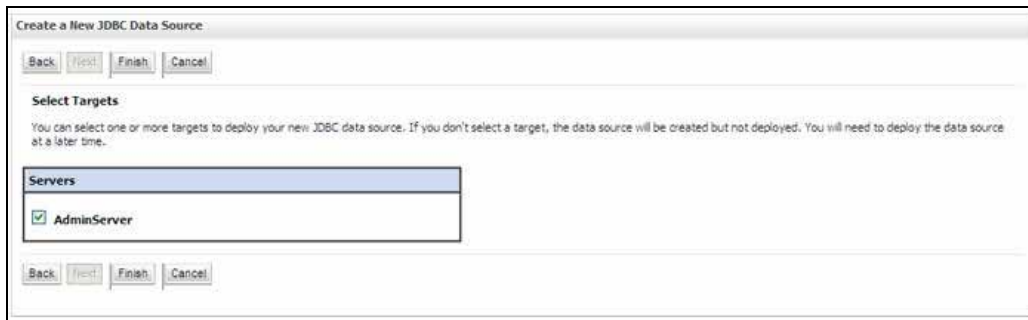 Create a New JDBC Data Source
Back Next Finish Cancel
Select Targets
You can select one or more targets to deploy your new JDBC data source. If you don't select a target, the data source will be created but not deployed. You will need to deploy the data source
at a later time.
Servers
AdminServer
Back Next Finish Cancel